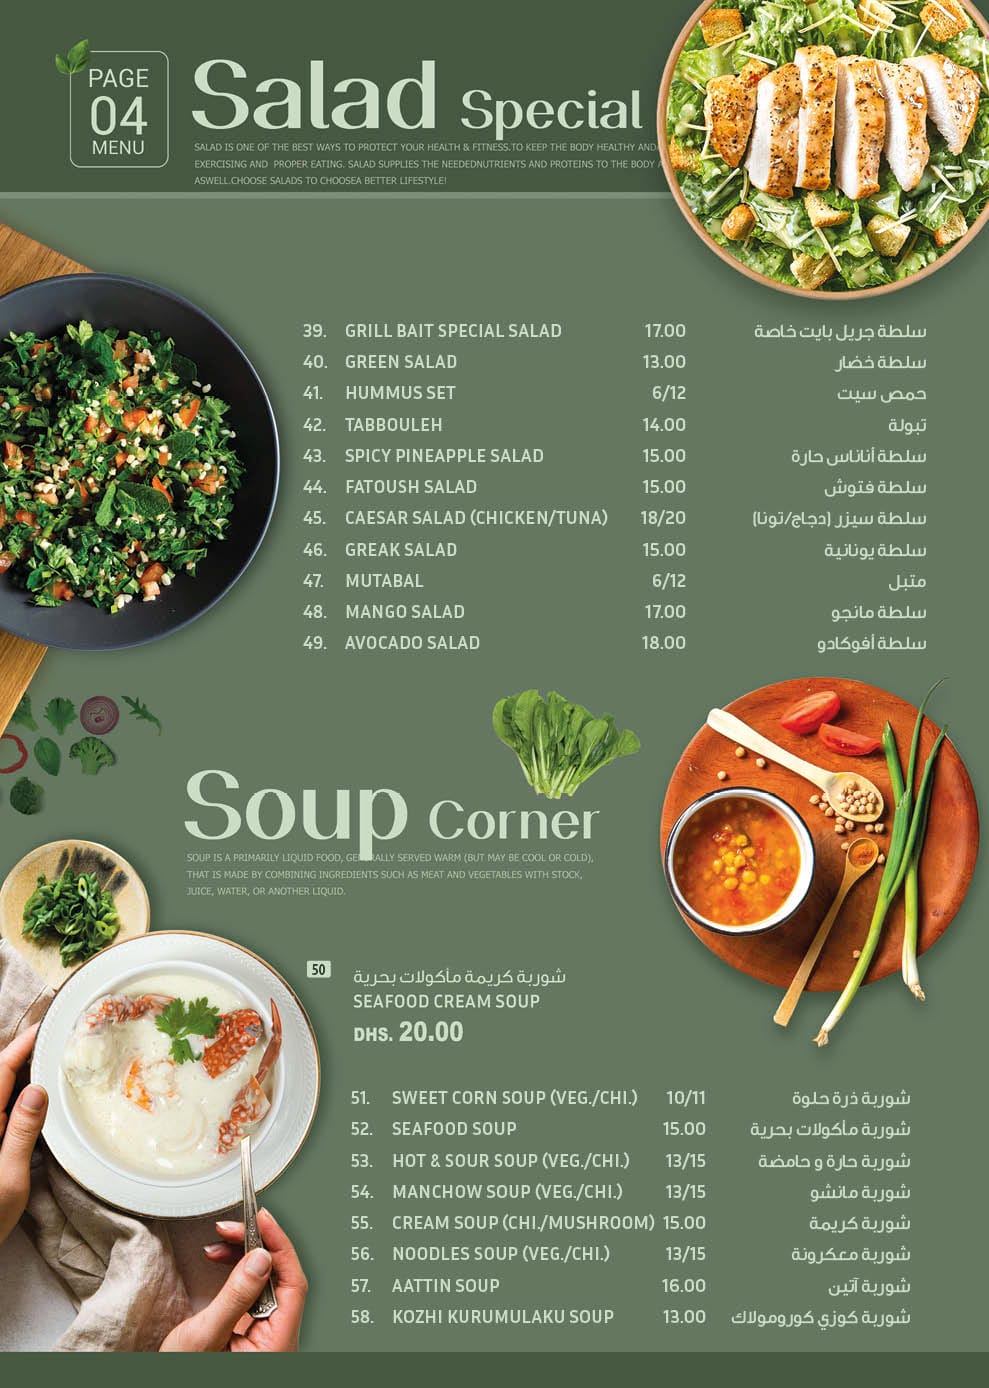 PAGE
04
MENU
Salad Special
SALAD IS ONE OF THE BEST WAYS TO PROTECT YOUR HEALTH & FITNESS.TO KEEP THE BODY HEALTHY AND
EXERCISING AND PROPER EATING. SALAD SUPPLIES THE NEEDEDNUTRIENTS AND PROTEINS TO THE BODY
ASWELL.CHOOSE SALADS TO CHOOSEA BETTER LIFESTYLE!
39. GRILL BAIT SPECIAL SALAD 17.00 سلطة جريل بايت خاصة
40. GREEN SALAD 13.00 سلطة خضار
41. HUMMUS SET 6/12 حمص سيت
42. TABBOULEH 14.00 تبولة
43. SPICY PINEAPPLE SALAD 15.00 سلطة أناناس حارة
44. FATOUSH SALAD 15.00 سلطة فتوش
45. CAESAR SALAD (CHICKEN/TUNA) 18/20 سلطة سيزر (دجاج/تونا)
46. GREAK SALAD 15.00 سلطة يونانية
47. MUTABAL 6/12 متبل
48. MANGO SALAD 17.00 سلطة مانجو
49. AVOCADO SALAD 18.00 سلطة أفوكادو
Soup Corner
SOUP IS A PRIMARILY LIQUID FOOD, GENERALLY SERVED WARM (BUT MAY BE COOL OR COLD),
THAT IS MADE BY COMBINING INGREDIENTS SUCH AS MEAT AND VEGETABLES WITH STOCK,
JUICE, WATER, OR ANOTHER LIQUID.
50 شوربة كريمة مأكولات بحرية
SEAFOOD CREAM SOUP
DHS. 20.00
51. SWEET CORN SOUP (VEG./CHI.) 10/11 شوربة ذرة حلوة
52. SEAFOOD SOUP 15.00 شوربة مأكولات بحرية
53. HOT & SOUR SOUP (VEG./CHI.) 13/15 شوربة حارة و حامضة
54. MANCHOW SOUP (VEG./CHI.) 13/15 شوربة مانشو
55. CREAM SOUP (CHI./MUSHROOM) 15.00 شوربة كريمة
56. NOODLES SOUP (VEG./CHI.) 13/15 شوربة معكرونة
57. AATTIN SOUP 16.00 شوربة آتين
58. KOZHI KURUMULAKU SOUP 13.00 شوربة كوزي كورومولاك